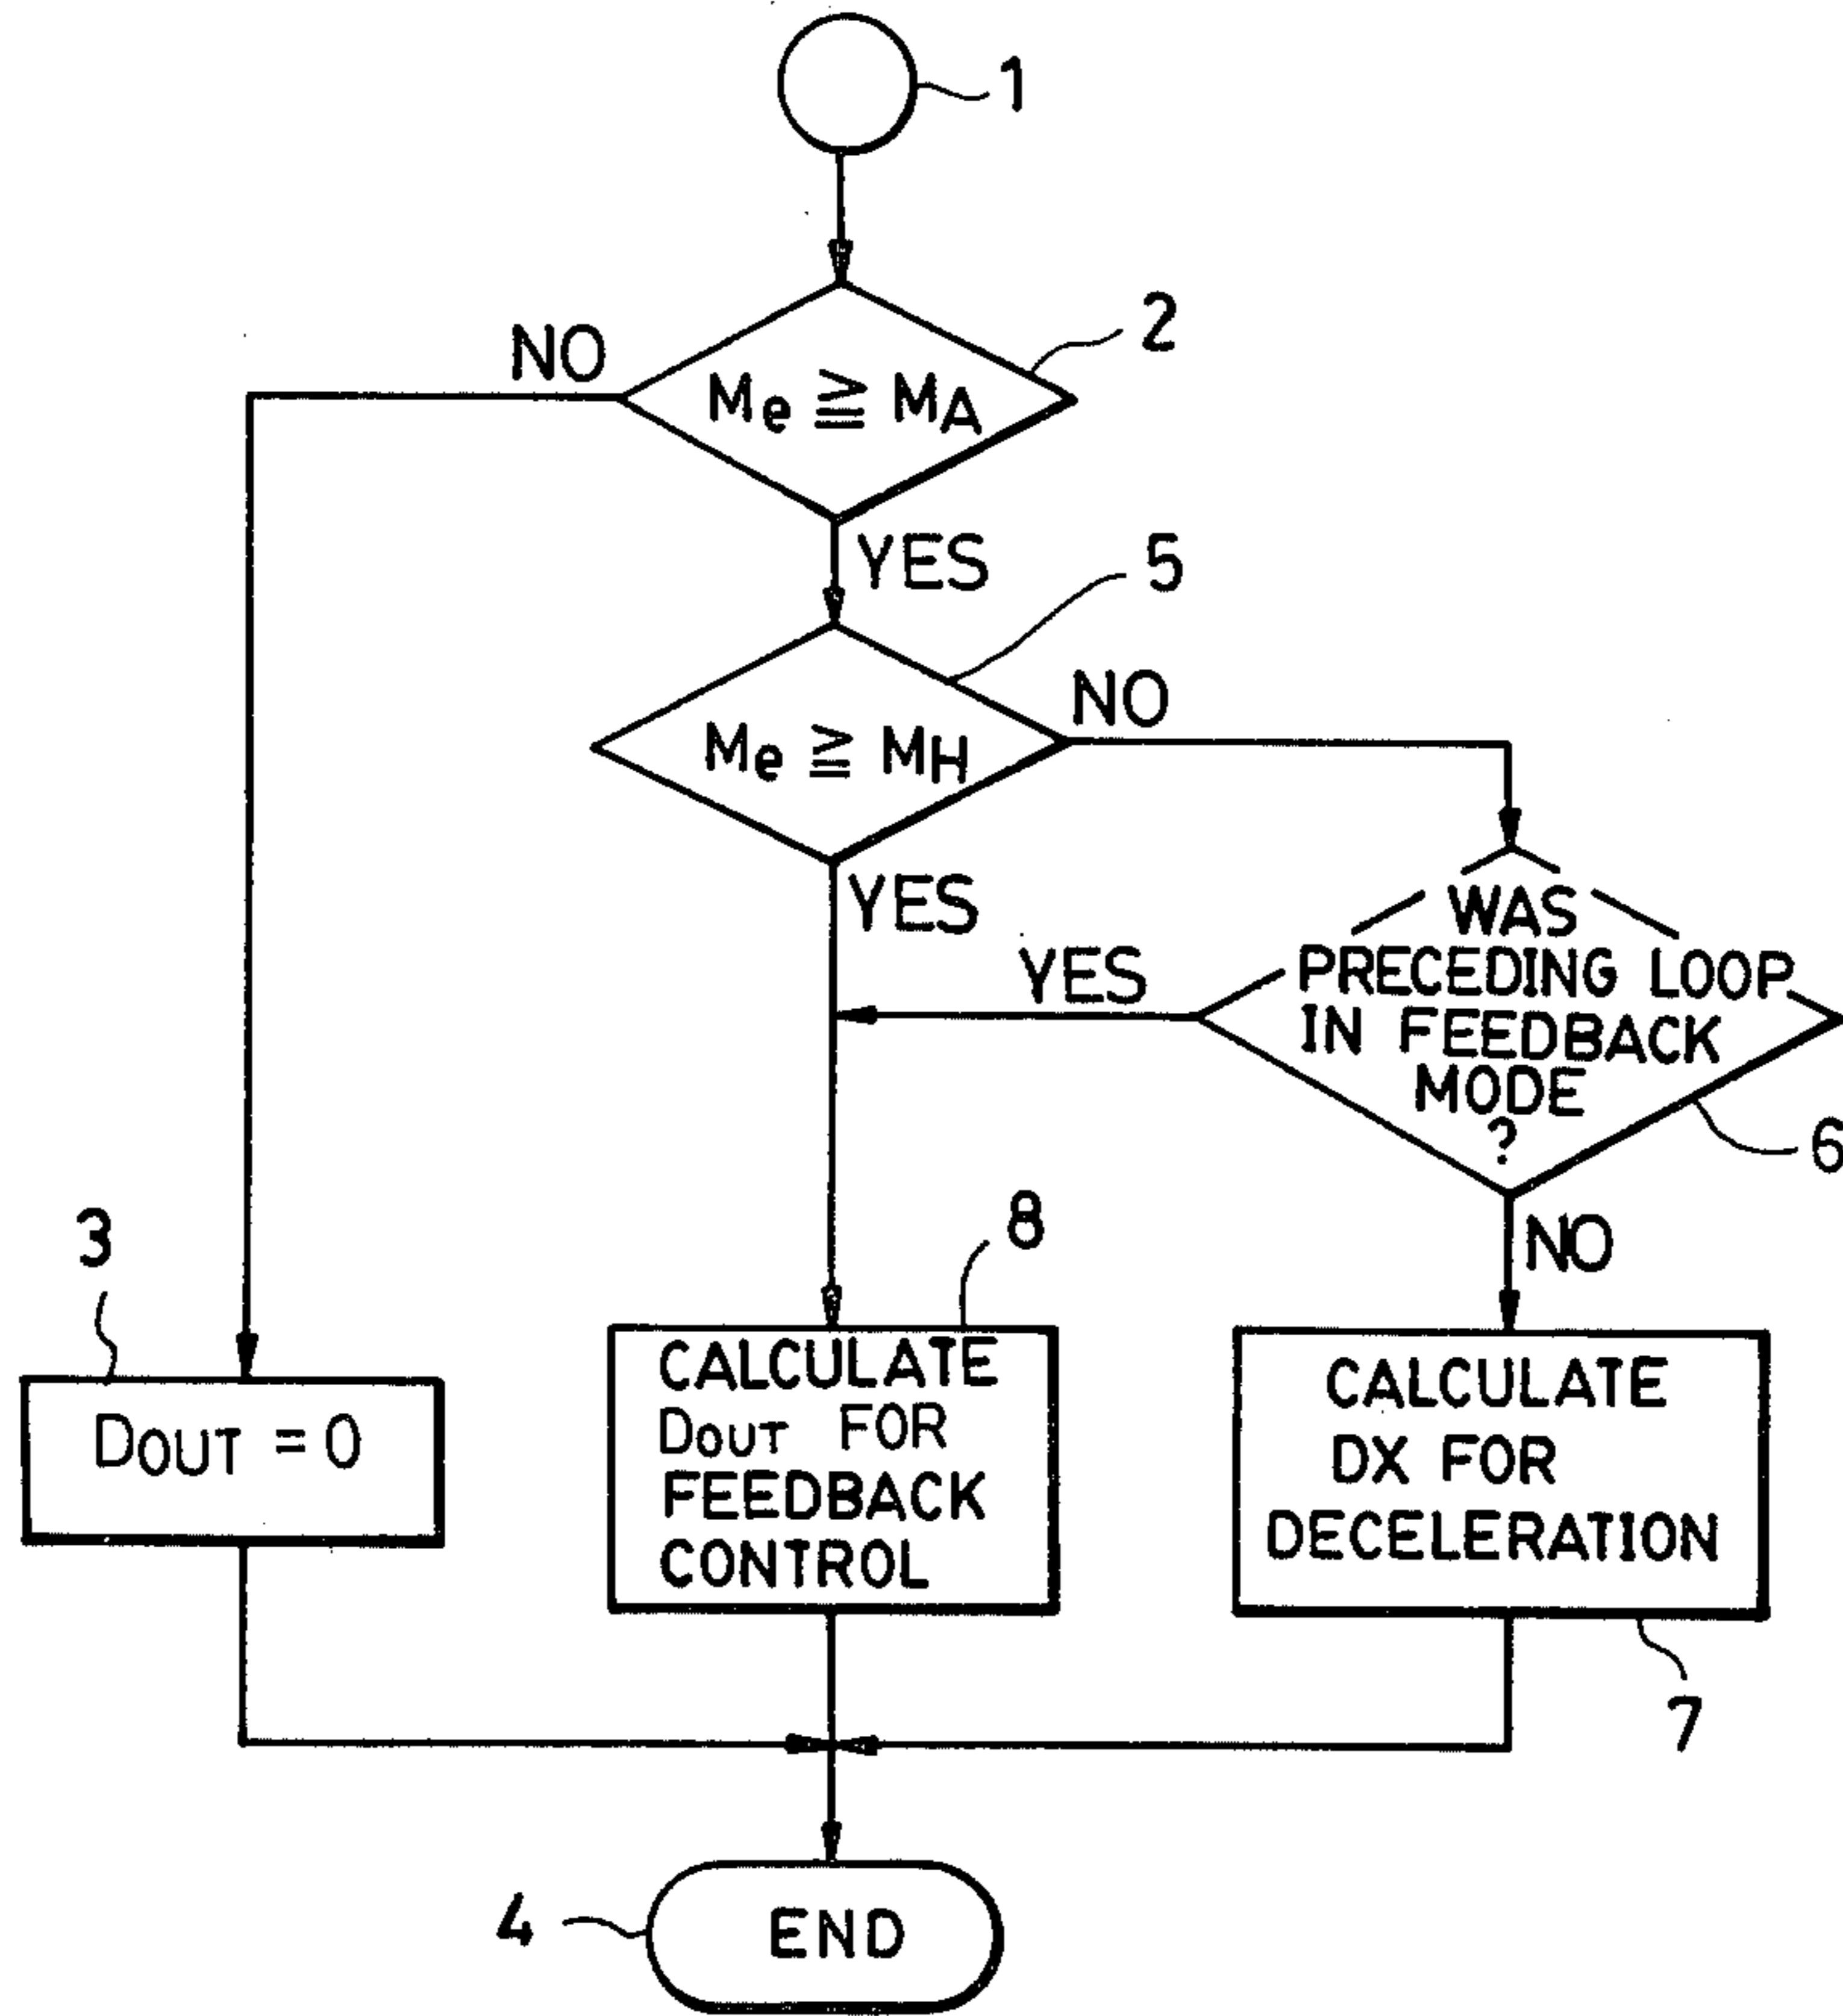 1
2
NO
Me ≧ MA
YES
5
NO
Me ≧ MH
YES
WAS
PRECEDING LOOP
IN FEEDBACK
MODE
?
YES
6
NO
3
8
DOUT = 0
CALCULATE
DOUT FOR
FEEDBACK
CONTROL
CALCULATE
DX FOR
DECELERATION
7
4
END